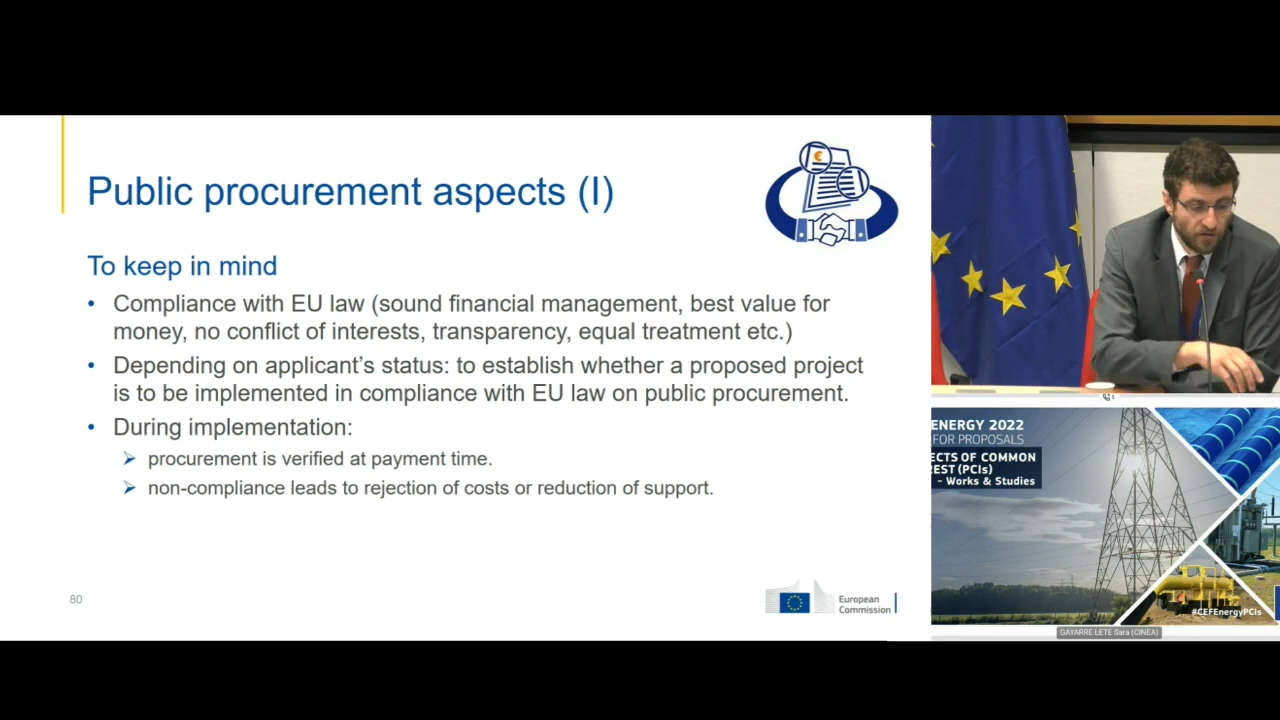 Public procurement aspects (I)
To keep in mind
• Compliance with EU law (sound financial management, best value for
money, no conflict of interests, transparency, equal treatment etc.)
• Depending on applicant’s status: to establish whether a proposed project
is to be implemented in compliance with EU law on public procurement.
• During implementation:
➢ procurement is verified at payment time.
➢ non-compliance leads to rejection of costs or reduction of support.
80
European
Commission
ENERGY 2022
FOR PROPOSALS
ECTS OF COMMON
REST (PCIs)
- Works & Studies
#CEFEnergyPCIs
GAYARRE LETE Sara (CINEA)